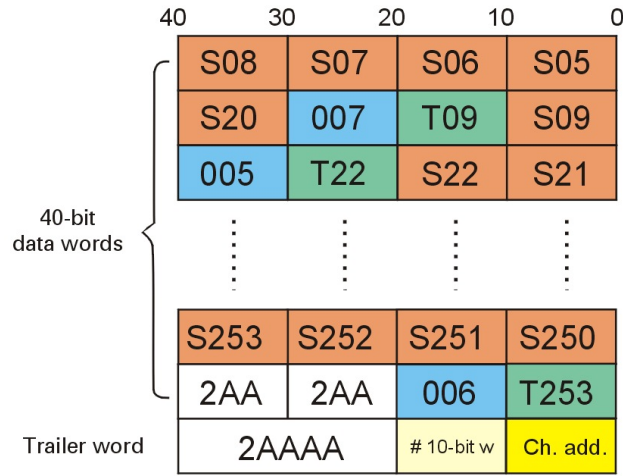 40 30 20 10 0
S08 S07 S06 S05
S20 007 T09 S09
005 T22 S22 S21
40-bit
data words
S253 S252 S251 S250
2AA 2AA 006 T253
Trailer word 2AAAA # 10-bit w Ch. add.